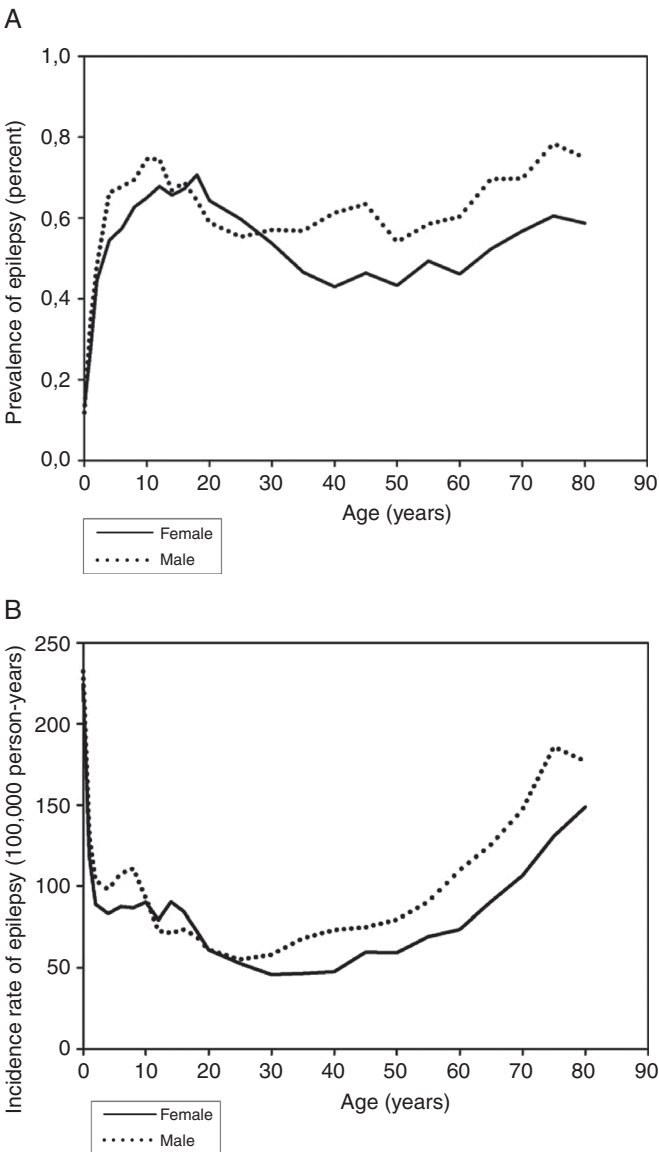 A
Prevalence of epilepsy (percent)
1,0
0,8
0,6
0,4
0,2
0,0
0 10 20 30 40 50 60 70 80 90
Age (years)
Female
Male
B
Incidence rate of epilepsy (100,000 person-years)
250
200
150
100
50
0
0 10 20 30 40 50 60 70 80 90
Age (years)
Female
Male